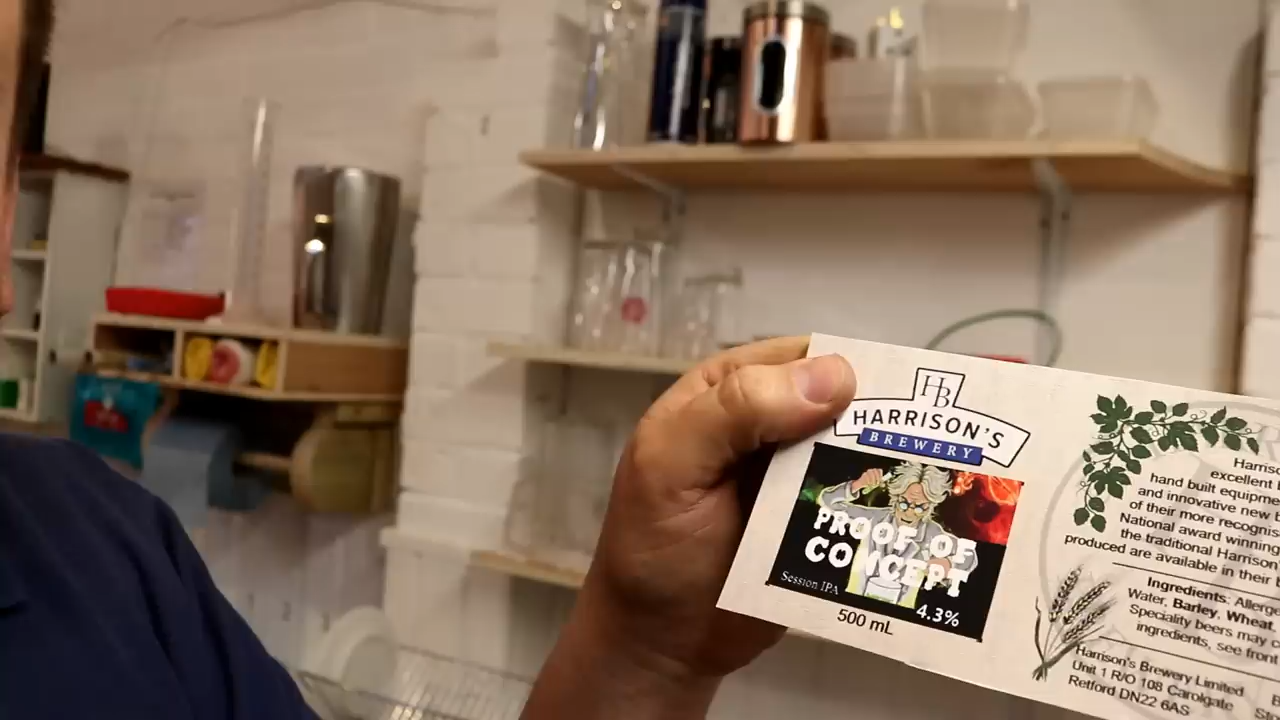 HB
HARRISON'S
BREWERY
PROOF OF
CONCEPT
Session IPA
4.3%
500 mL
Harriso
excellent b
hand built equipme
and innovative new b
of their more recognis
National award winning
the traditional Harrison'
produced are available in their
Ingredients: Allerge
Water, Barley, Wheat,
Speciality beers may c
ingredients, see front
Harrison's Brewery Limited
Unit 1 R/O 108 Carolgate
Retford DN22 6AS